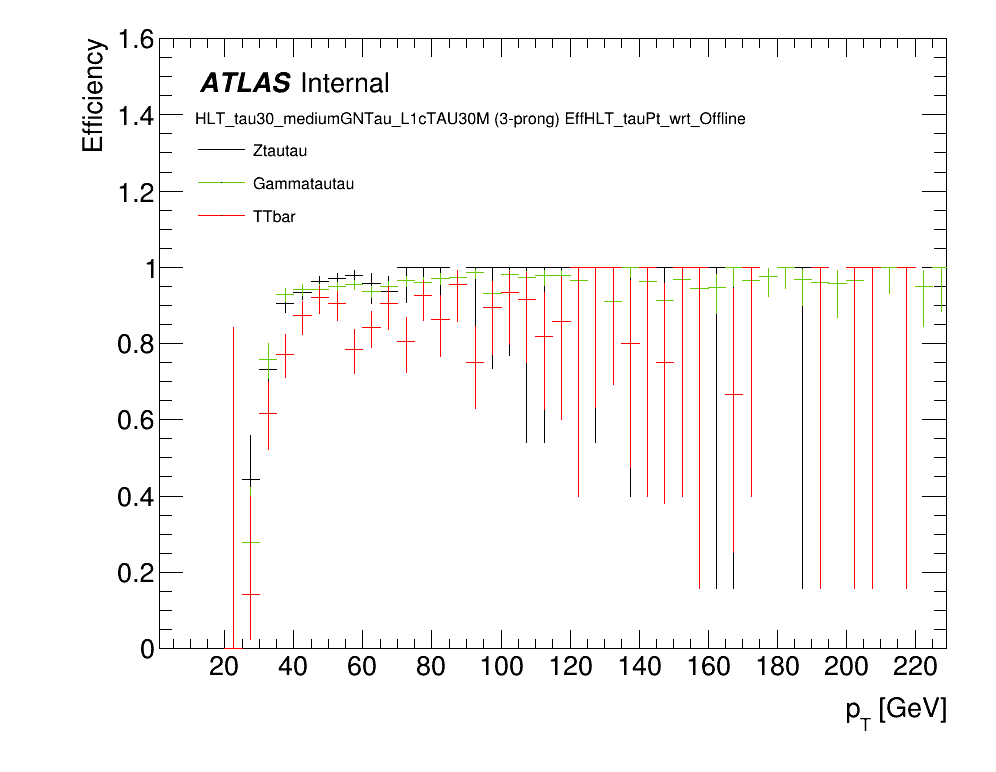 Efficiency
1.6
1.4
1.2
1
0.8
0.6
0.4
0.2
0
ATLAS Internal
HLT_tau30_mediumGNTau_L1cTAU30M (3-prong) EffHLT_tauPt_wrt_Offline
Ztautau
Gammatautau
TTbar
20 40 60 80 100 120 140 160 180 200 220
pT [GeV]